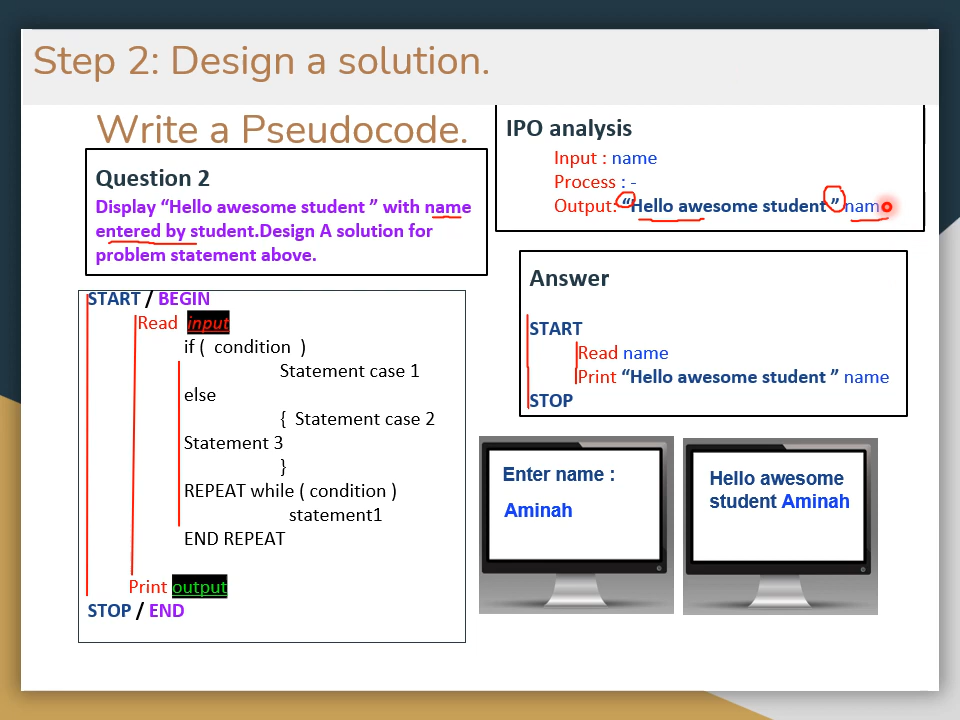 Step 2: Design a solution.
Write a Pseudocode.
Question 2
Display “Hello awesome student ” with name
entered by student.Design A solution for
problem statement above.
IPO analysis
Input : name
Process : -
Output: “Hello awesome student ” nam
START / BEGIN
Read input
if ( condition )
Statement case 1
else
{ Statement case 2
Statement 3
}
REPEAT while ( condition )
statement1
END REPEAT
Print output
STOP / END
Answer
START
Read name
Print “Hello awesome student ” name
STOP
Enter name :
Aminah
Hello awesome
student Aminah